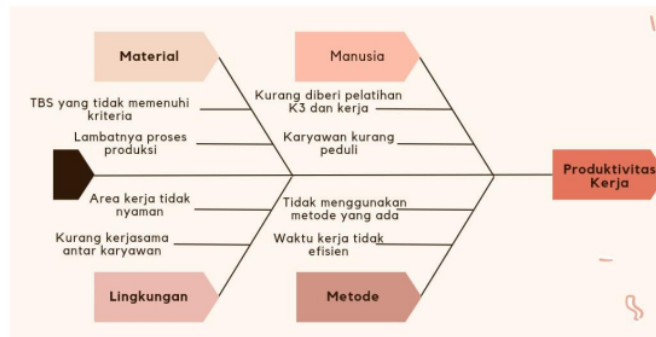 Material
Manusia
TBS yang tidak memenuhi
kriteria
Lambatnya proses
produksi
Kurang diberi pelatihan
K3 dan kerja
Karyawan kurang
peduli
Produktivitas
Kerja
Area kerja tidak
nyaman
Kurang kerjasama
antar karyawan
Tidak menggunakan
metode yang ada
Waktu kerja tidak
efisien
Lingkungan
Metode